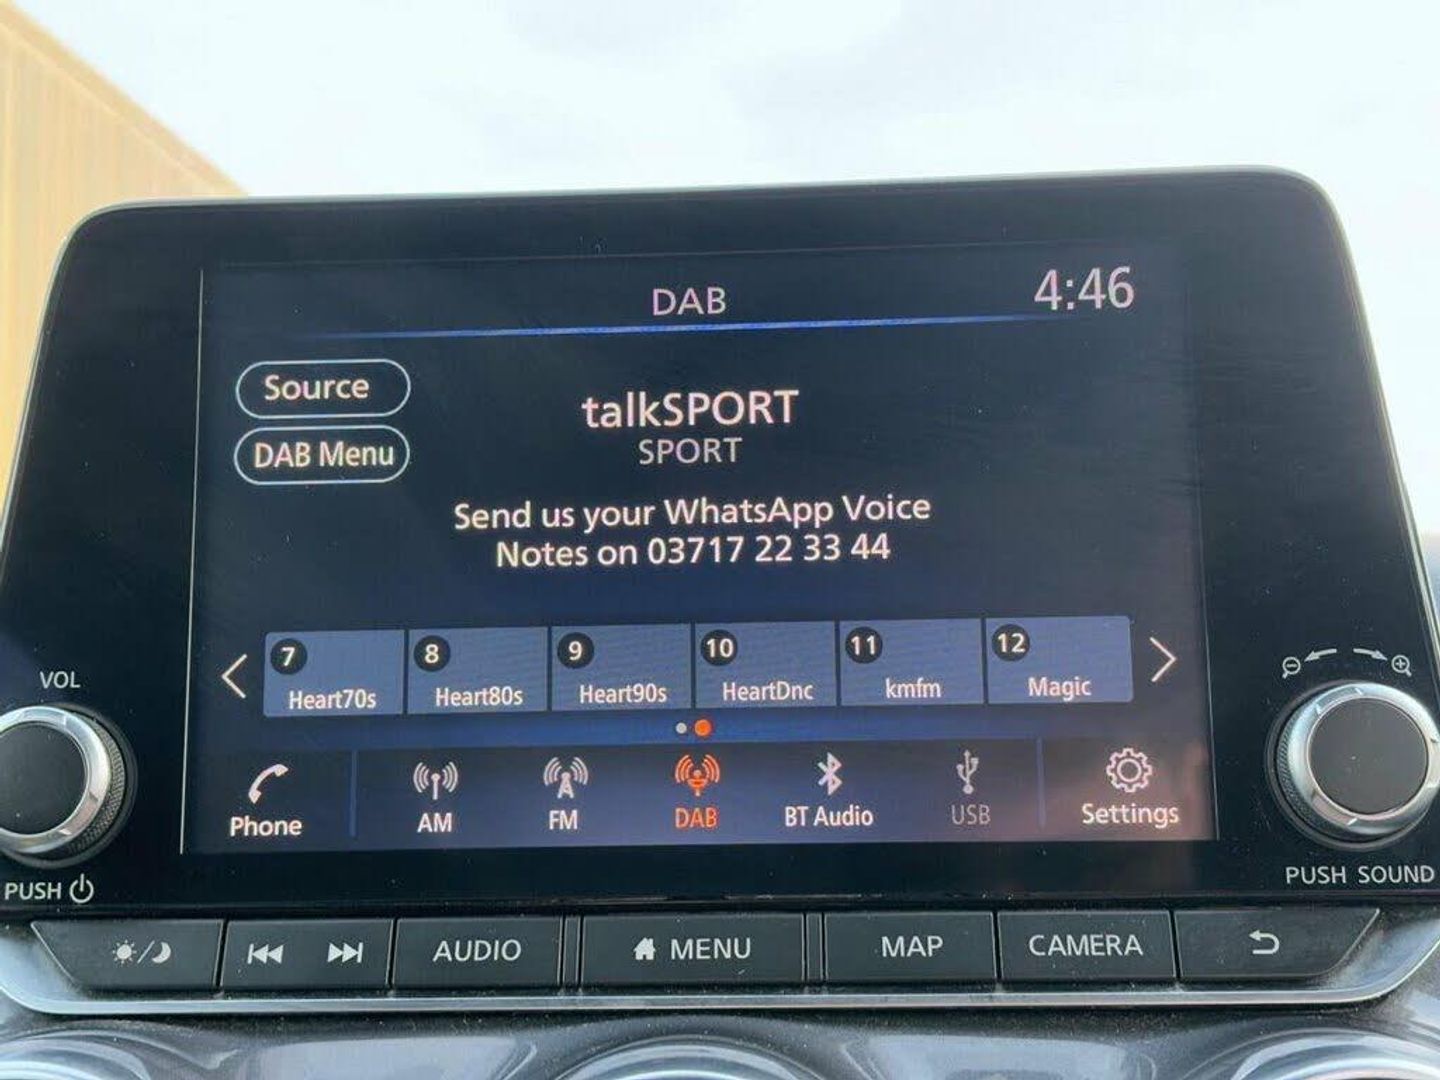 DAB
4:46
Source
DAB Menu
talkSPORT
SPORT
Send us your WhatsApp Voice
Notes on 03717 22 33 44
7 8 9 10 11 12
Heart70s Heart80s Heart90s HeartDnc kmfm Magic
VOL
Phone AM FM DAB BT Audio USB Settings
PUSH
PUSH SOUND
AUDIO MENU MAP CAMERA